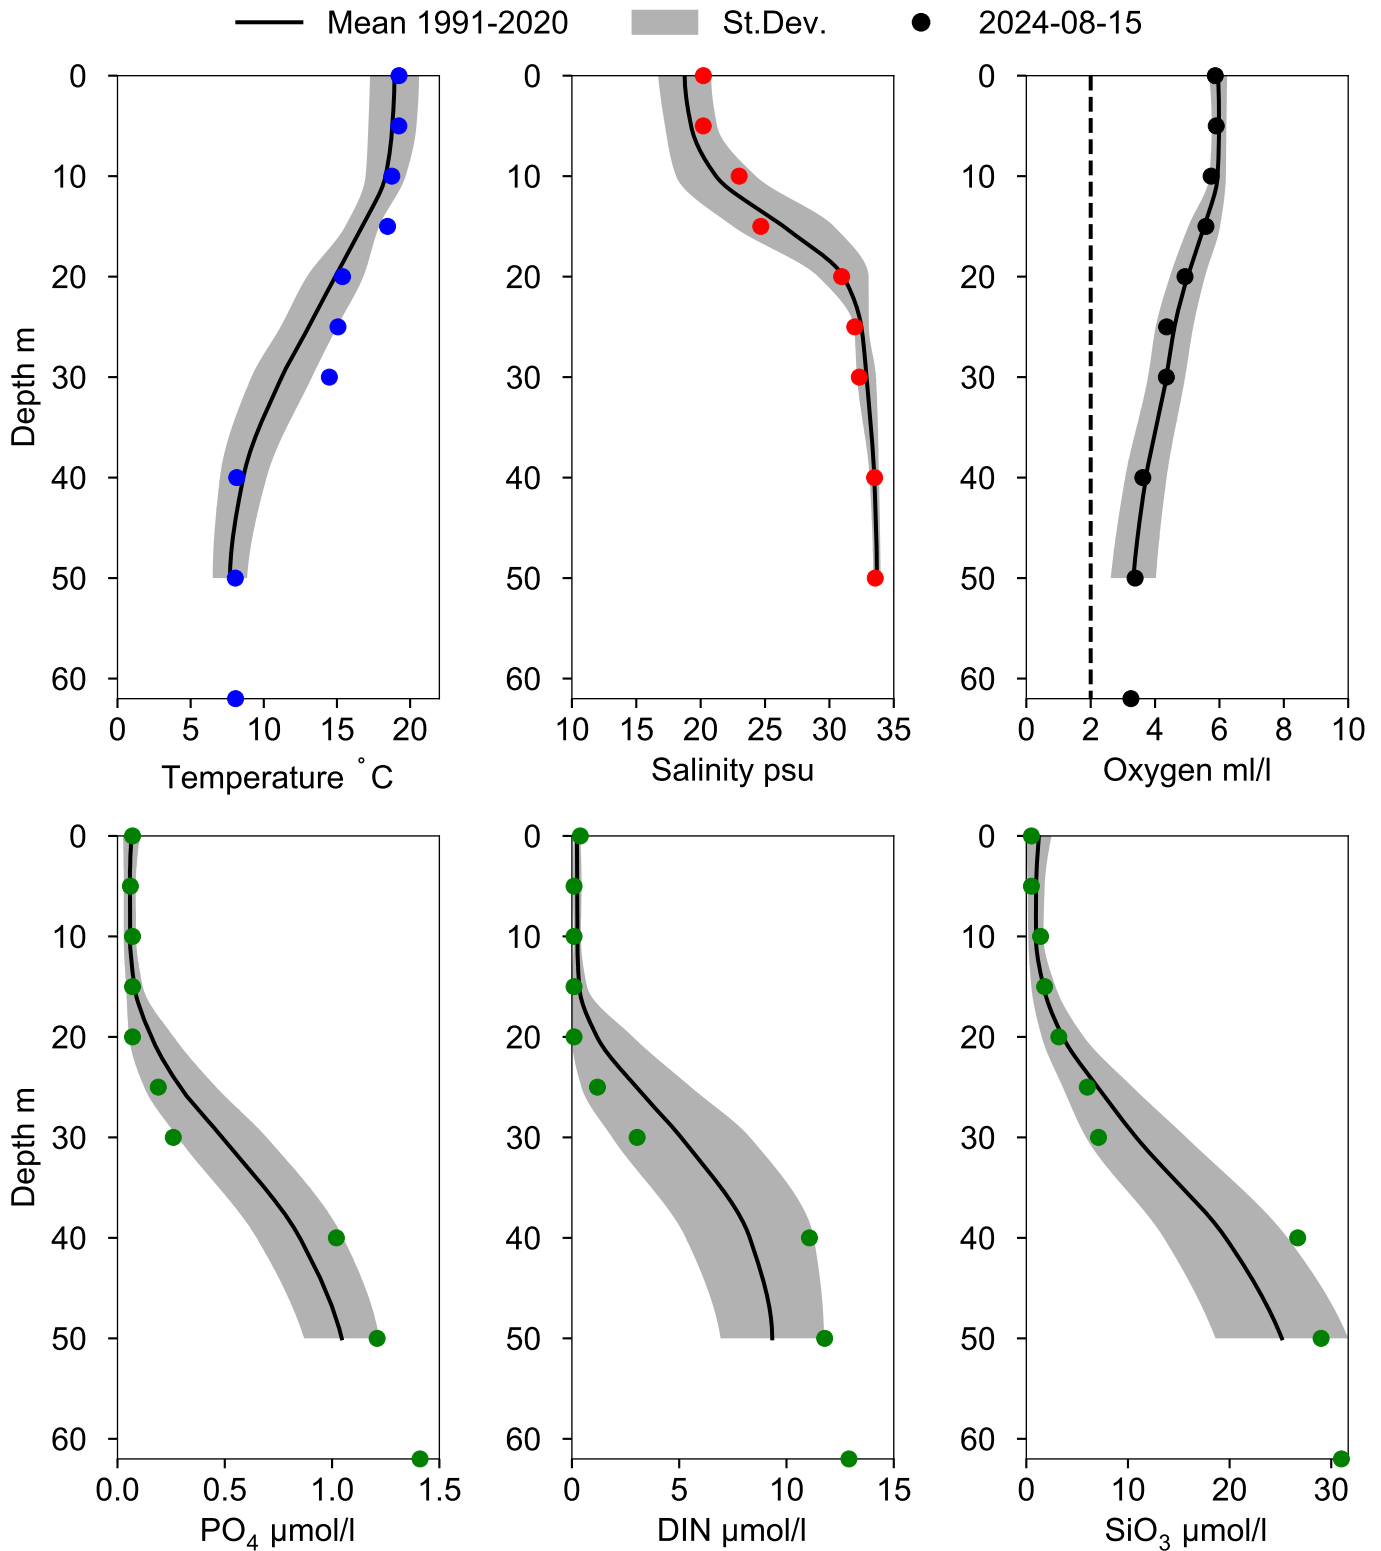 Mean 1991-2020 St.Dev. 2024-08-15
0 0 0
10 10 10
20 20 20
30 30 30
40 40 40
50 50 50
60 60 60
Depth m
0 5 10 15 20 10 15 20 25 30 35 0 2 4 6 8 10
Temperature °C Salinity psu Oxygen ml/l
0 0 0
10 10 10
20 20 20
30 30 30
40 40 40
50 50 50
60 60 60
Depth m
0.0 0.5 1.0 1.5 0 5 10 15 0 10 20 30
PO4 µmol/l DIN µmol/l SiO3 µmol/l